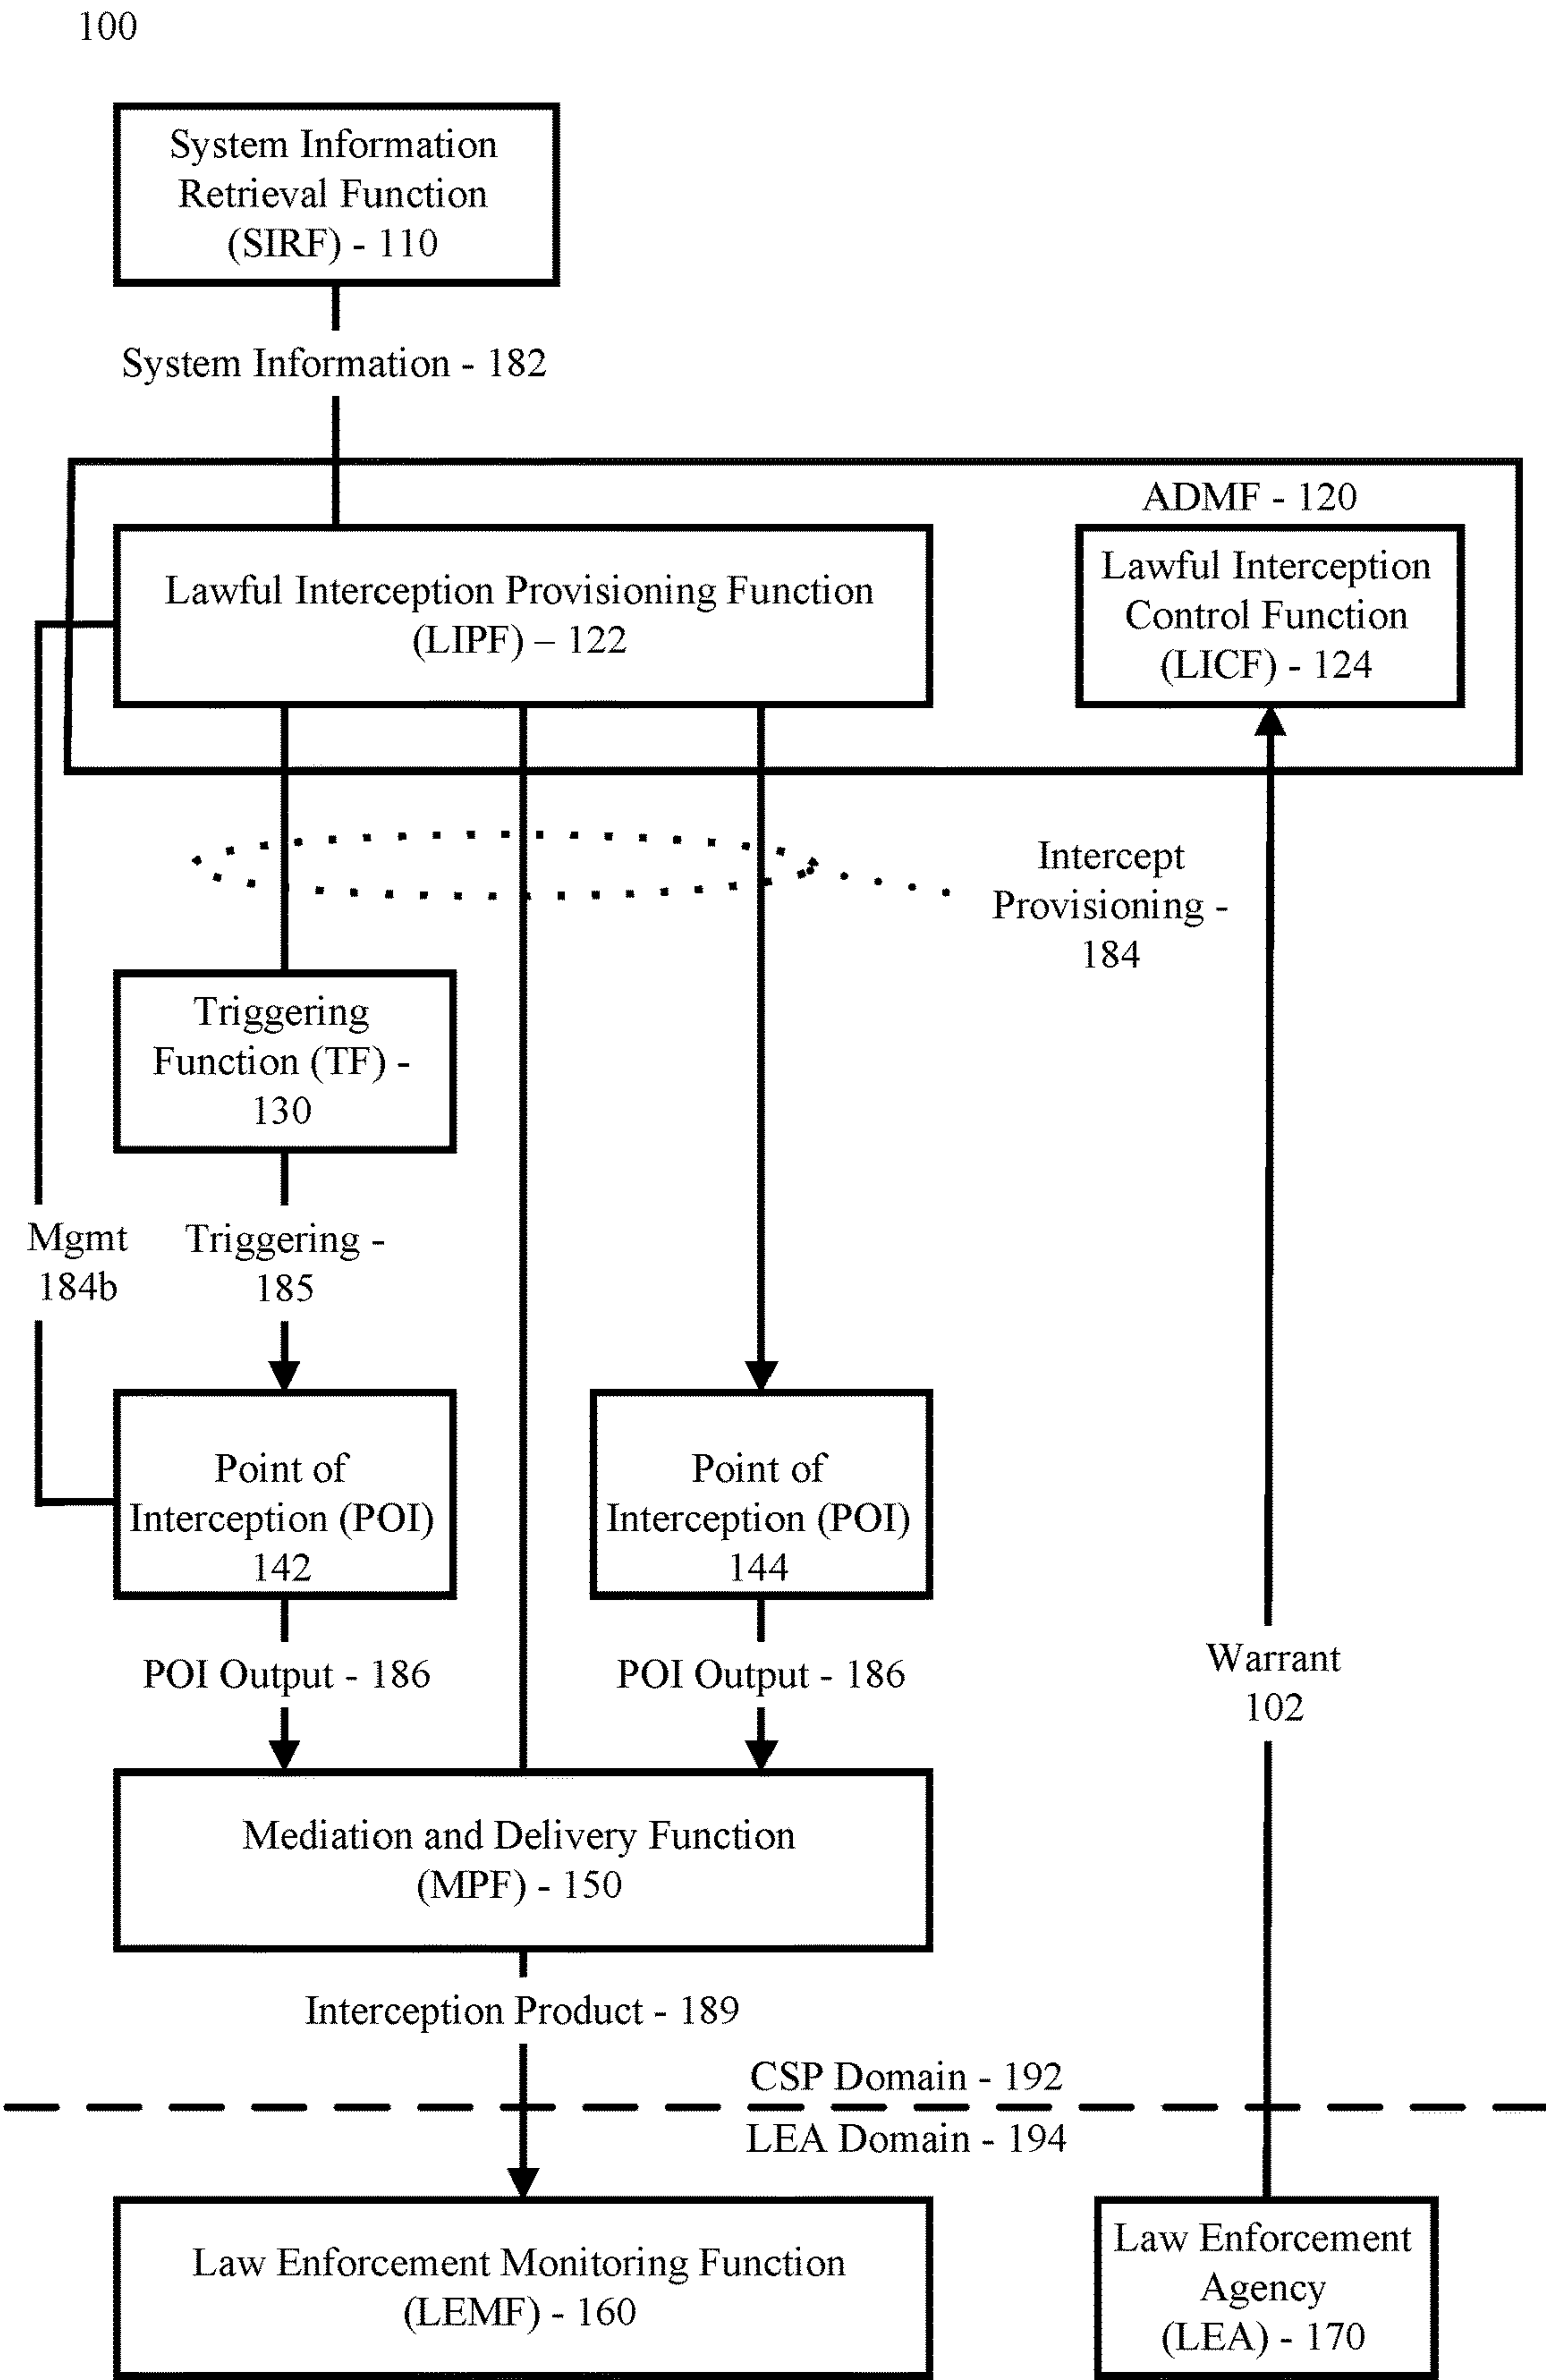 100
System Information
Retrieval Function
(SIRF) - 110
System Information - 182
ADMF - 120
Lawful Interception Provisioning Function
(LIPF) – 122
Lawful Interception
Control Function
(LICF) - 124
Intercept
Provisioning -
184
Triggering
Function (TF) -
130
Mgmt
184b
Triggering -
185
Point of
Interception (POI)
142
Point of
Interception (POI)
144
POI Output - 186
POI Output - 186
Warrant
102
Mediation and Delivery Function
(MPF) - 150
Interception Product - 189
CSP Domain - 192
LEA Domain - 194
Law Enforcement Monitoring Function
(LEMF) - 160
Law Enforcement
Agency
(LEA) - 170